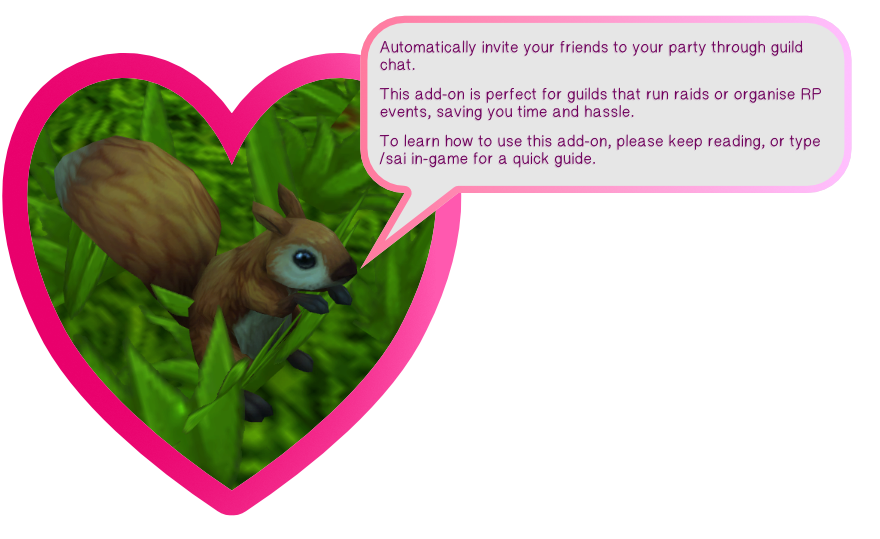 Automatically invite your friends to your party through guild
chat.
This add-on is perfect for guilds that run raids or organise RP
events, saving you time and hassle.
To learn how to use this add-on, please keep reading, or type
/sai in-game for a quick guide.